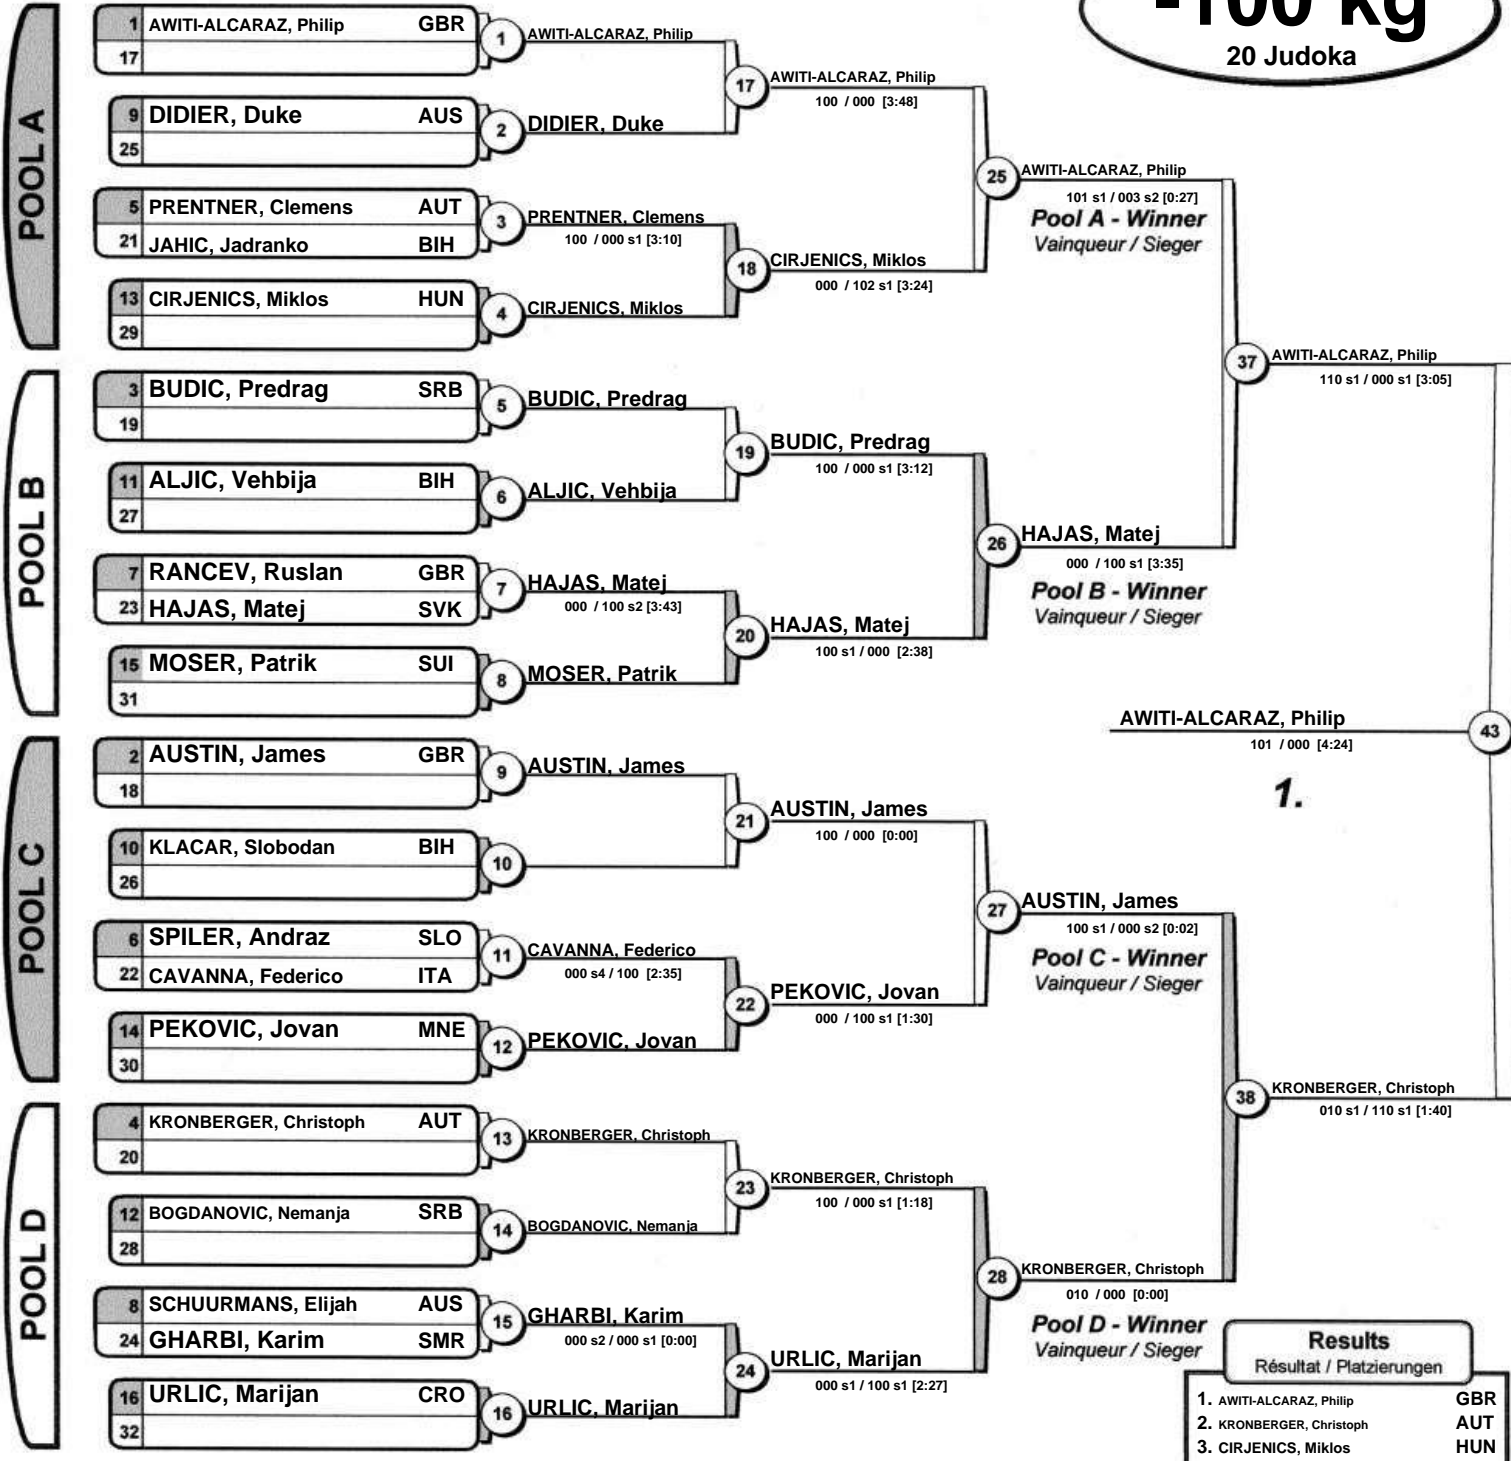 -100 kg
20 Judoka
POOL A
1 AWITI-ALCARAZ, Philip GBR
17
1
AWITI-ALCARAZ, Philip
9 DIDIER, Duke AUS
25
2
DIDIER, Duke
17
AWITI-ALCARAZ, Philip
100 / 000 [3:48]
5 PRENTNER, Clemens AUT
21 JAHIC, Jadranko BIH
3
PRENTNER, Clemens
100 / 000 s1 [3:10]
13 CIRJENICS, Miklos HUN
29
4
CIRJENICS, Miklos
18
CIRJENICS, Miklos
000 / 102 s1 [3:24]
25
AWITI-ALCARAZ, Philip
101 s1 / 003 s2 [0:27]
Pool A - Winner
Vainqueur / Sieger
POOL B
3 BUDIC, Predrag SRB
19
5
BUDIC, Predrag
11 ALJIC, Vehbija BIH
27
6
ALJIC, Vehbija
19
BUDIC, Predrag
100 / 000 s1 [3:12]
7 RANCEV, Ruslan GBR
23 HAJAS, Matej SVK
7
HAJAS, Matej
000 / 100 s2 [3:43]
15 MOSER, Patrik SUI
31
8
MOSER, Patrik
20
HAJAS, Matej
100 s1 / 000 [2:38]
26
HAJAS, Matej
000 / 100 s1 [3:35]
Pool B - Winner
Vainqueur / Sieger
37
AWITI-ALCARAZ, Philip
110 s1 / 000 s1 [3:05]
AWITI-ALCARAZ, Philip
101 / 000 [4:24]
43
1.
POOL C
2 AUSTIN, James GBR
18
9
AUSTIN, James
10 KLACAR, Slobodan BIH
26
10
21
AUSTIN, James
100 / 000 [0:00]
6 SPILER, Andraz SLO
22 CAVANNA, Federico ITA
11
CAVANNA, Federico
000 s4 / 100 [2:35]
14 PEKOVIC, Jovan MNE
30
12
PEKOVIC, Jovan
22
PEKOVIC, Jovan
000 / 100 s1 [1:30]
27
AUSTIN, James
100 s1 / 000 s2 [0:02]
Pool C - Winner
Vainqueur / Sieger
POOL D
4 KRONBERGER, Christoph AUT
20
13
KRONBERGER, Christoph
12 BOGDANOVIC, Nemanja SRB
28
14
BOGDANOVIC, Nemanja
23
KRONBERGER, Christoph
100 / 000 s1 [1:18]
8 SCHUURMANS, Elijah AUS
24 GHARBI, Karim SMR
15
GHARBI, Karim
000 s2 / 000 s1 [0:00]
16 URLIC, Marijan CRO
32
16
URLIC, Marijan
24
URLIC, Marijan
000 s1 / 100 s1 [2:27]
28
KRONBERGER, Christoph
010 / 000 [0:00]
Pool D - Winner
Vainqueur / Sieger
38
KRONBERGER, Christoph
010 s1 / 110 s1 [1:40]
Results
Résultat / Platzierungen
1. AWITI-ALCARAZ, Philip GBR
2. KRONBERGER, Christoph AUT
3. CIRJENICS, Miklos HUN